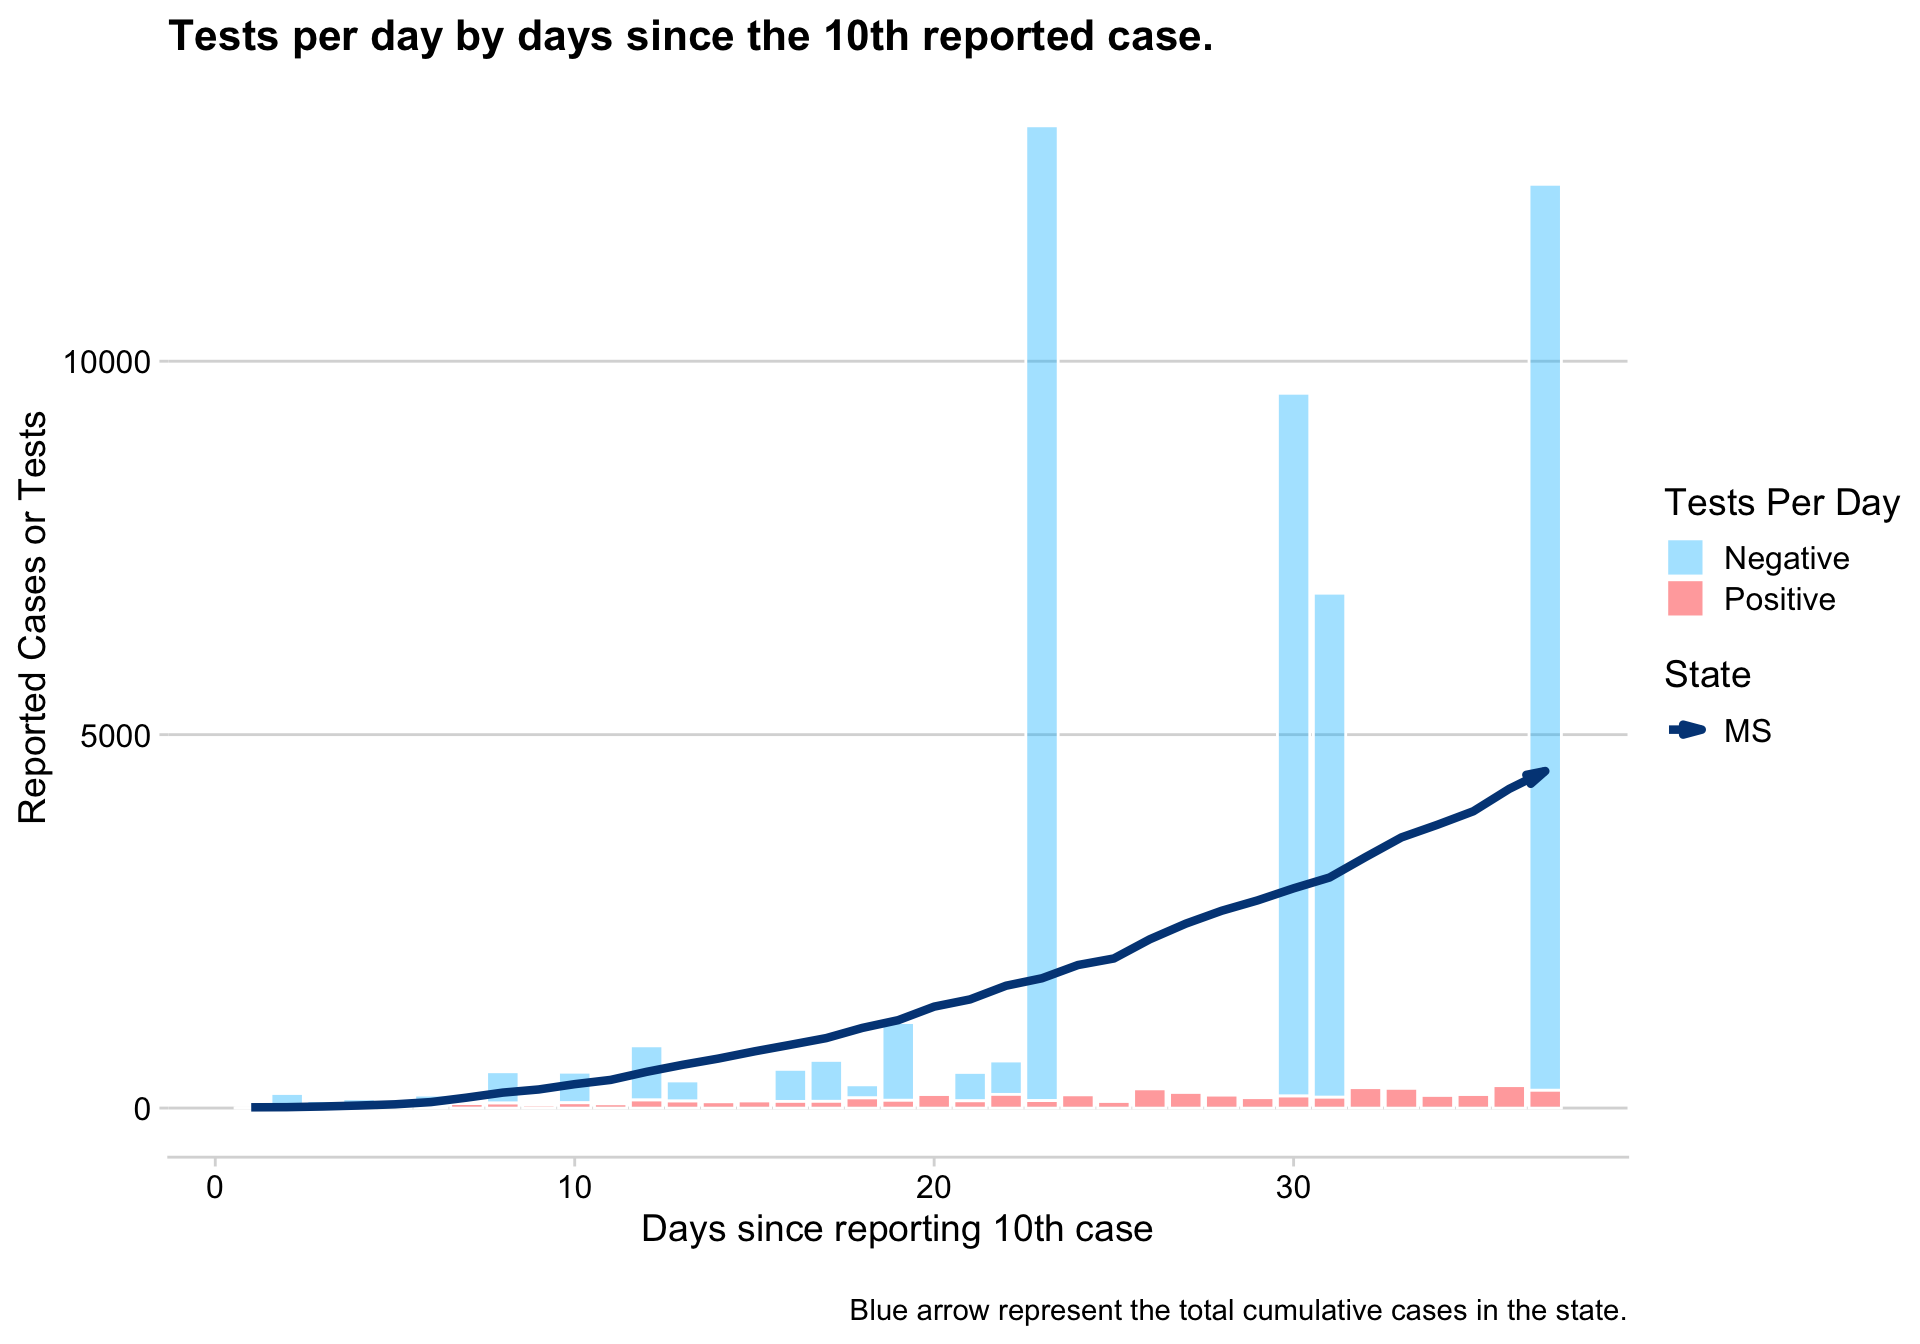 Tests per day by days since the 10th reported case.
Reported Cases or Tests
10000
5000
0
0 10 20 30
Days since reporting 10th case
Tests Per Day
Negative
Positive
State
MS
Blue arrow represent the total cumulative cases in the state.